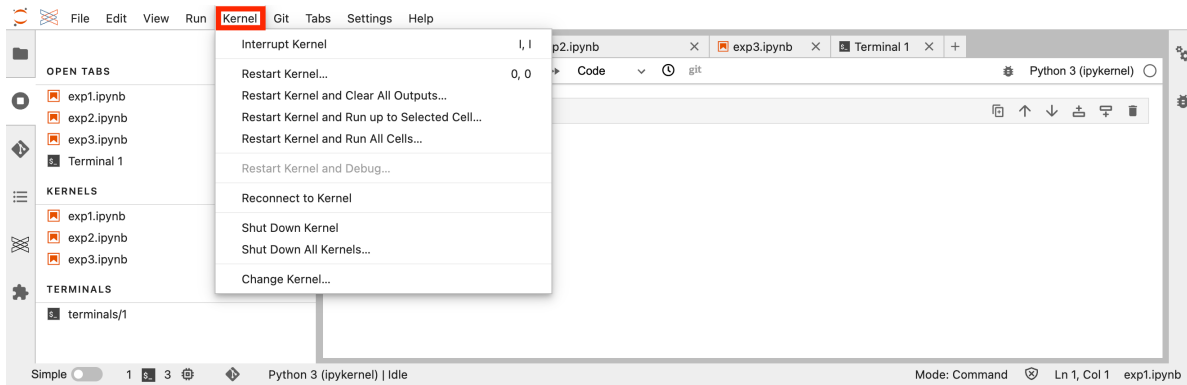 File Edit View Run Kernel Git Tabs Settings Help
Interrupt Kernel I, I
Restart Kernel... 0, 0
Restart Kernel and Clear All Outputs...
Restart Kernel and Run up to Selected Cell...
Restart Kernel and Run All Cells...
Restart Kernel and Debug...
Reconnect to Kernel
Shut Down Kernel
Shut Down All Kernels...
Change Kernel...
OPEN TABS
exp1.ipynb
exp2.ipynb
exp3.ipynb
Terminal 1
KERNELS
exp1.ipynb
exp2.ipynb
exp3.ipynb
TERMINALS
terminals/1
p2.ipynb exp3.ipynb Terminal 1
Code git Python 3 (ipykernel)
Simple 1 3 Python 3 (ipykernel) | Idle Mode: Command Ln 1, Col 1 exp1.ipynb